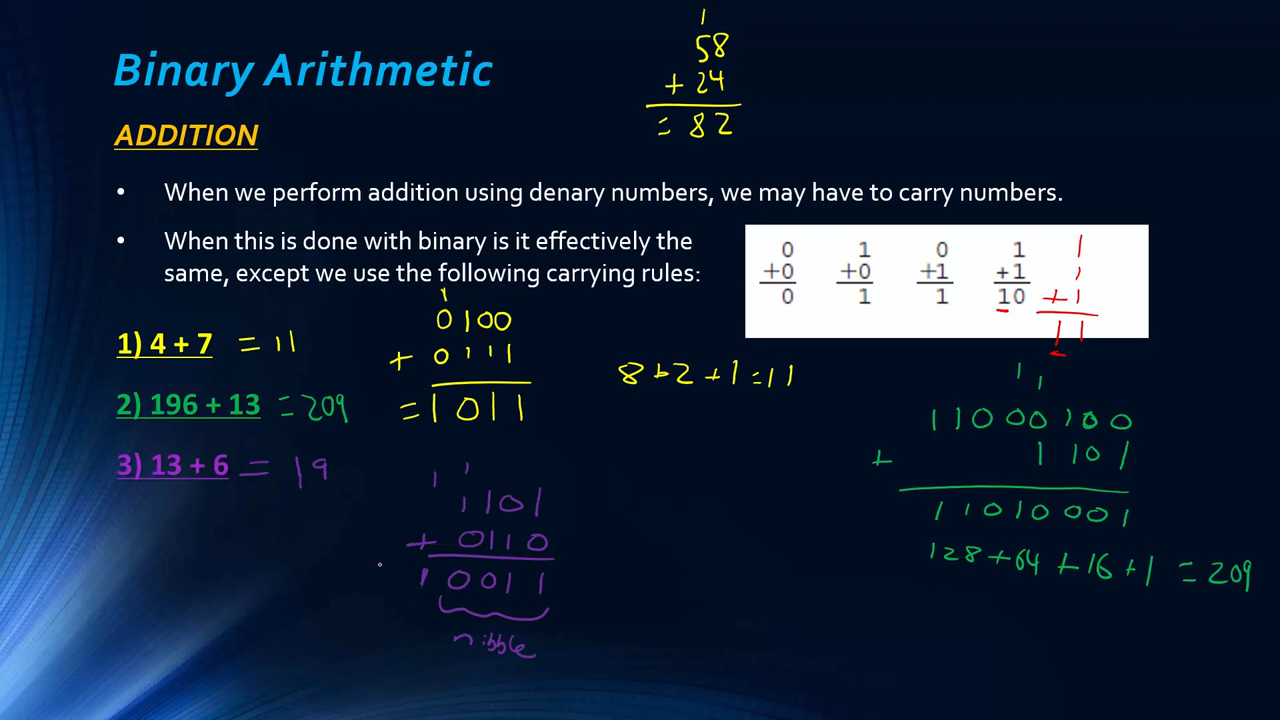 1
58
+ 24
= 82
Binary Arithmetic
ADDITION
• When we perform addition using denary numbers, we may have to carry numbers.
• When this is done with binary is it effectively the
same, except we use the following carrying rules:
0 1 0 1 1
+0 +0 +1 +1 1
0 1 1 10 +1
11
1) 4 + 7 = 11
1
0100
+ 0111
= 1011
8 + 2 + 1 = 11
2) 196 + 13 = 209
1 1
11000100
+ 1101
11010001
128 + 64 + 16 + 1 = 209
3) 13 + 6 = 19
1 1
1101
+ 0110
10011
nibble